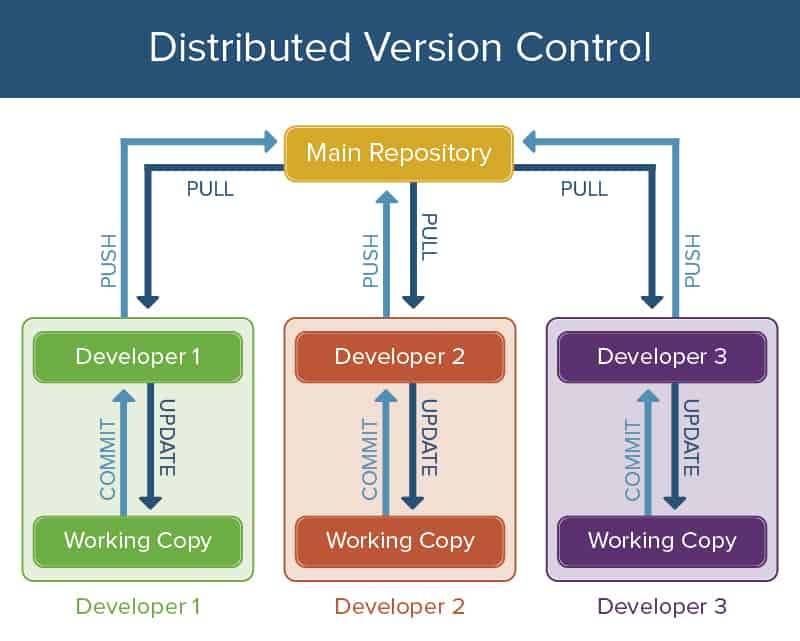 Distributed Version Control
Main Repository
PULL
PULL
PUSH
PUSH
PULL
PUSH
Developer 1
Developer 2
Developer 3
COMMIT
UPDATE
COMMIT
UPDATE
COMMIT
UPDATE
Working Copy
Working Copy
Working Copy
Developer 1
Developer 2
Developer 3